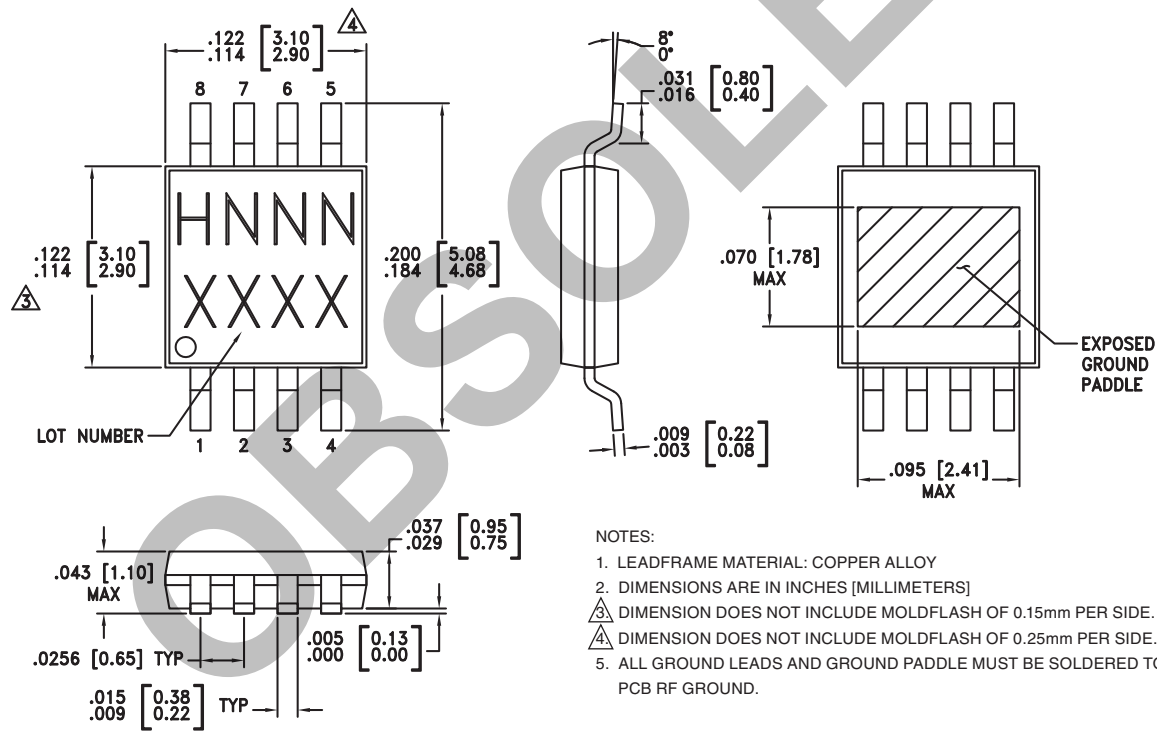 .122 [3.10]
.114 [2.90]
4
8 7 6 5
HNNN
XXXX
.122 [3.10]
.114 [2.90]
3
.200 [5.08]
.184 [4.68]
LOT NUMBER
1 2 3 4
8°
0°
.031 [0.80]
.016 [0.40]
.009 [0.22]
.003 [0.08]
.070 [1.78]
MAX
EXPOSED
GROUND
PADDLE
.095 [2.41]
MAX
.043 [1.10]
MAX
.037 [0.95]
.029 [0.75]
.0256 [0.65] TYP
.005 [0.13]
.000 [0.00]
.015 [0.38]
.009 [0.22]
TYP
NOTES:
1. LEADFRAME MATERIAL: COPPER ALLOY
2. DIMENSIONS ARE IN INCHES [MILLIMETERS]
3. DIMENSION DOES NOT INCLUDE MOLDFLASH OF 0.15mm PER SIDE.
4. DIMENSION DOES NOT INCLUDE MOLDFLASH OF 0.25mm PER SIDE.
5. ALL GROUND LEADS AND GROUND PADDLE MUST BE SOLDERED TO
PCB RF GROUND.
OBSOLE